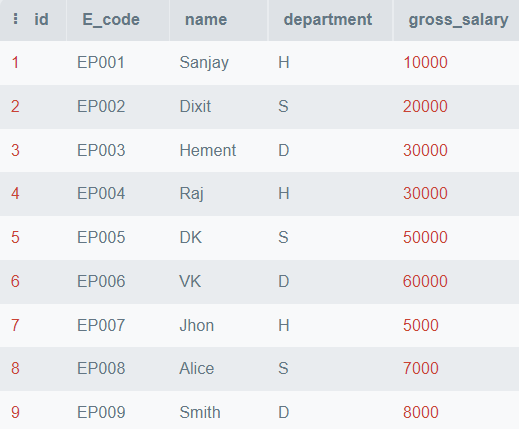 ⋮ id E_code name department gross_salary
1 EP001 Sanjay H 10000
2 EP002 Dixit S 20000
3 EP003 Hement D 30000
4 EP004 Raj H 30000
5 EP005 DK S 50000
6 EP006 VK D 60000
7 EP007 Jhon H 5000
8 EP008 Alice S 7000
9 EP009 Smith D 8000